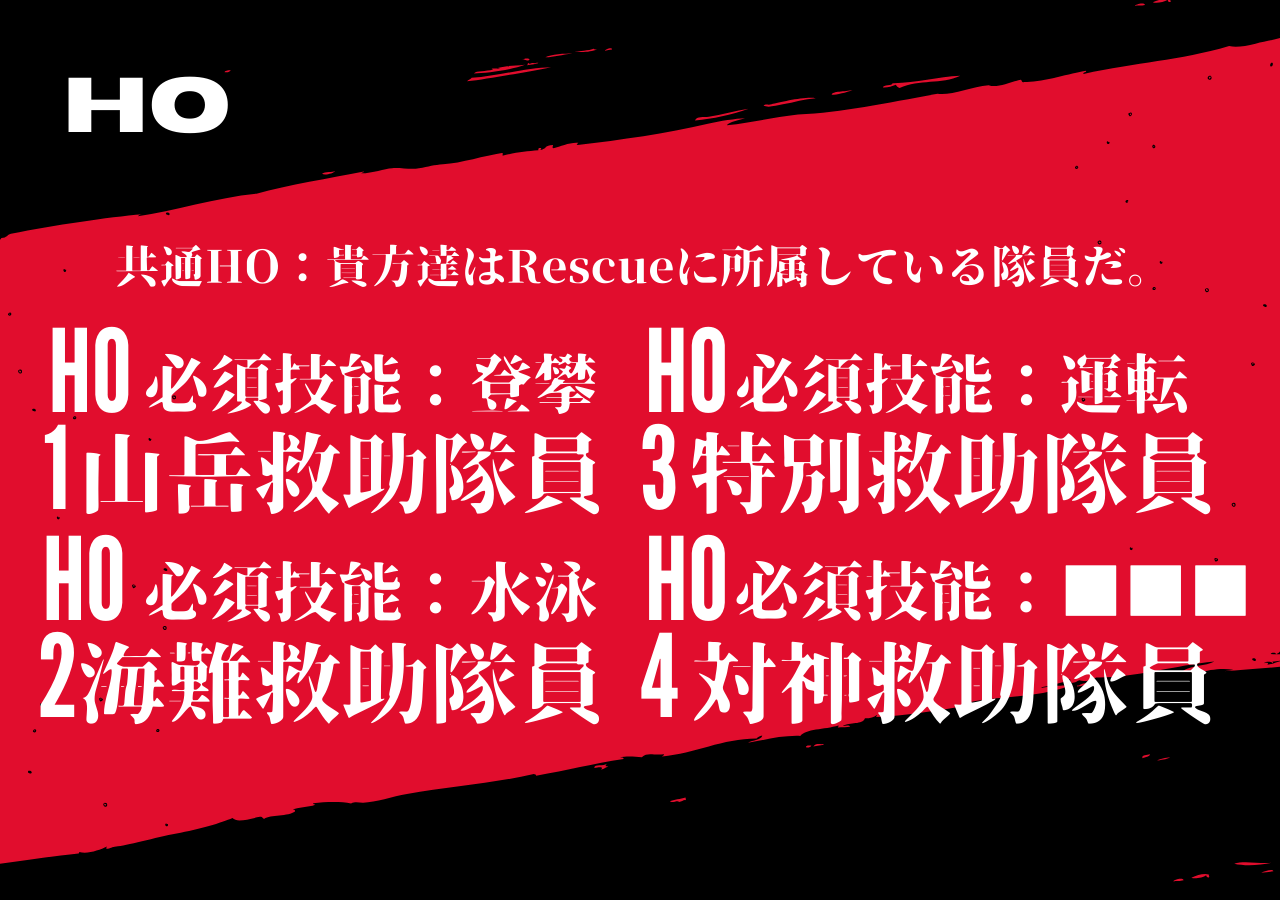 HO
共通HO：貴方達はRescueに所属している隊員だ。
HO 必須技能：登攀
1山岳救助隊員
HO 必須技能：水泳
2海難救助隊員
HO 必須技能：運転
3特別救助隊員
HO 必須技能：■■■
4対神救助隊員